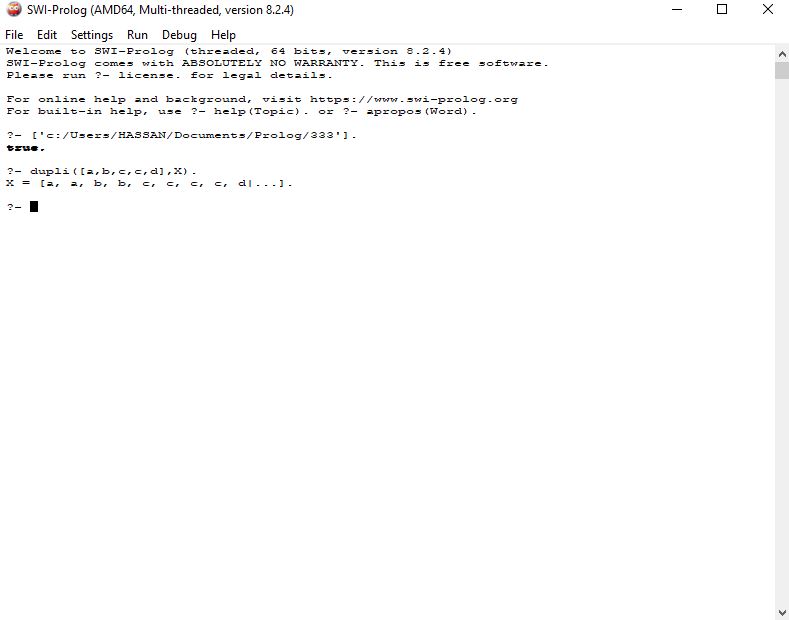 SWI-Prolog (AMD64, Multi-threaded, version 8.2.4)
File Edit Settings Run Debug Help
Welcome to SWI-Prolog (threaded, 64 bits, version 8.2.4)
SWI-Prolog comes with ABSOLUTELY NO WARRANTY. This is free software.
Please run ?- license. for legal details.
For online help and background, visit https://www.swi-prolog.org
For built-in help, use ?- help(Topic). or ?- apropos(Word).
?- ['c:/Users/HASSAN/Documents/Prolog/333'].
true.
?- dupli([a,b,c,c,d],X).
X = [a, a, b, b, c, c, c, c, d|...].
?-